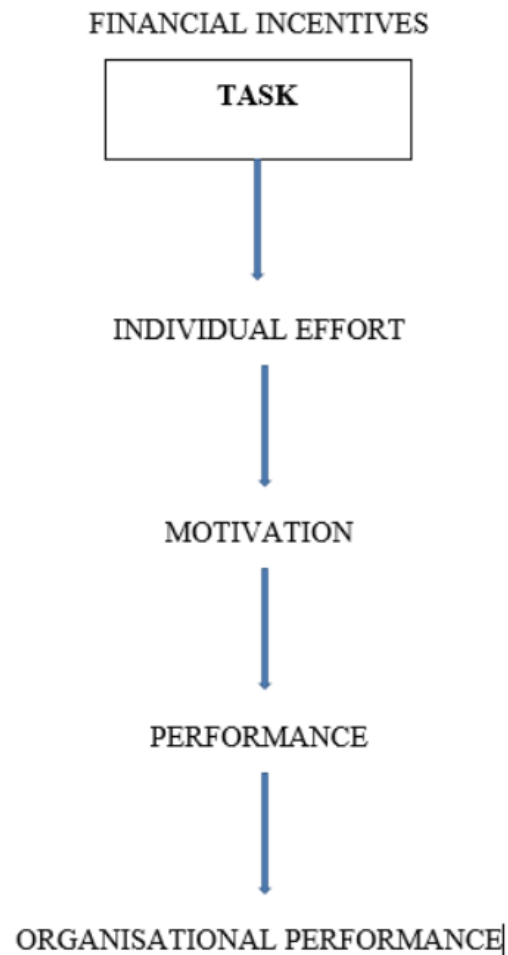 FINANCIAL INCENTIVES
TASK
INDIVIDUAL EFFORT
MOTIVATION
PERFORMANCE
ORGANISATIONAL PERFORMANCE